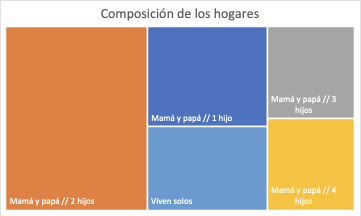 Composición de los hogares
Mamá y papá // 2 hijos
Mamá y papá // 1 hijo
Viven solos
Mamá y papá // 3
hijos
Mamá y papá // 4
hijos